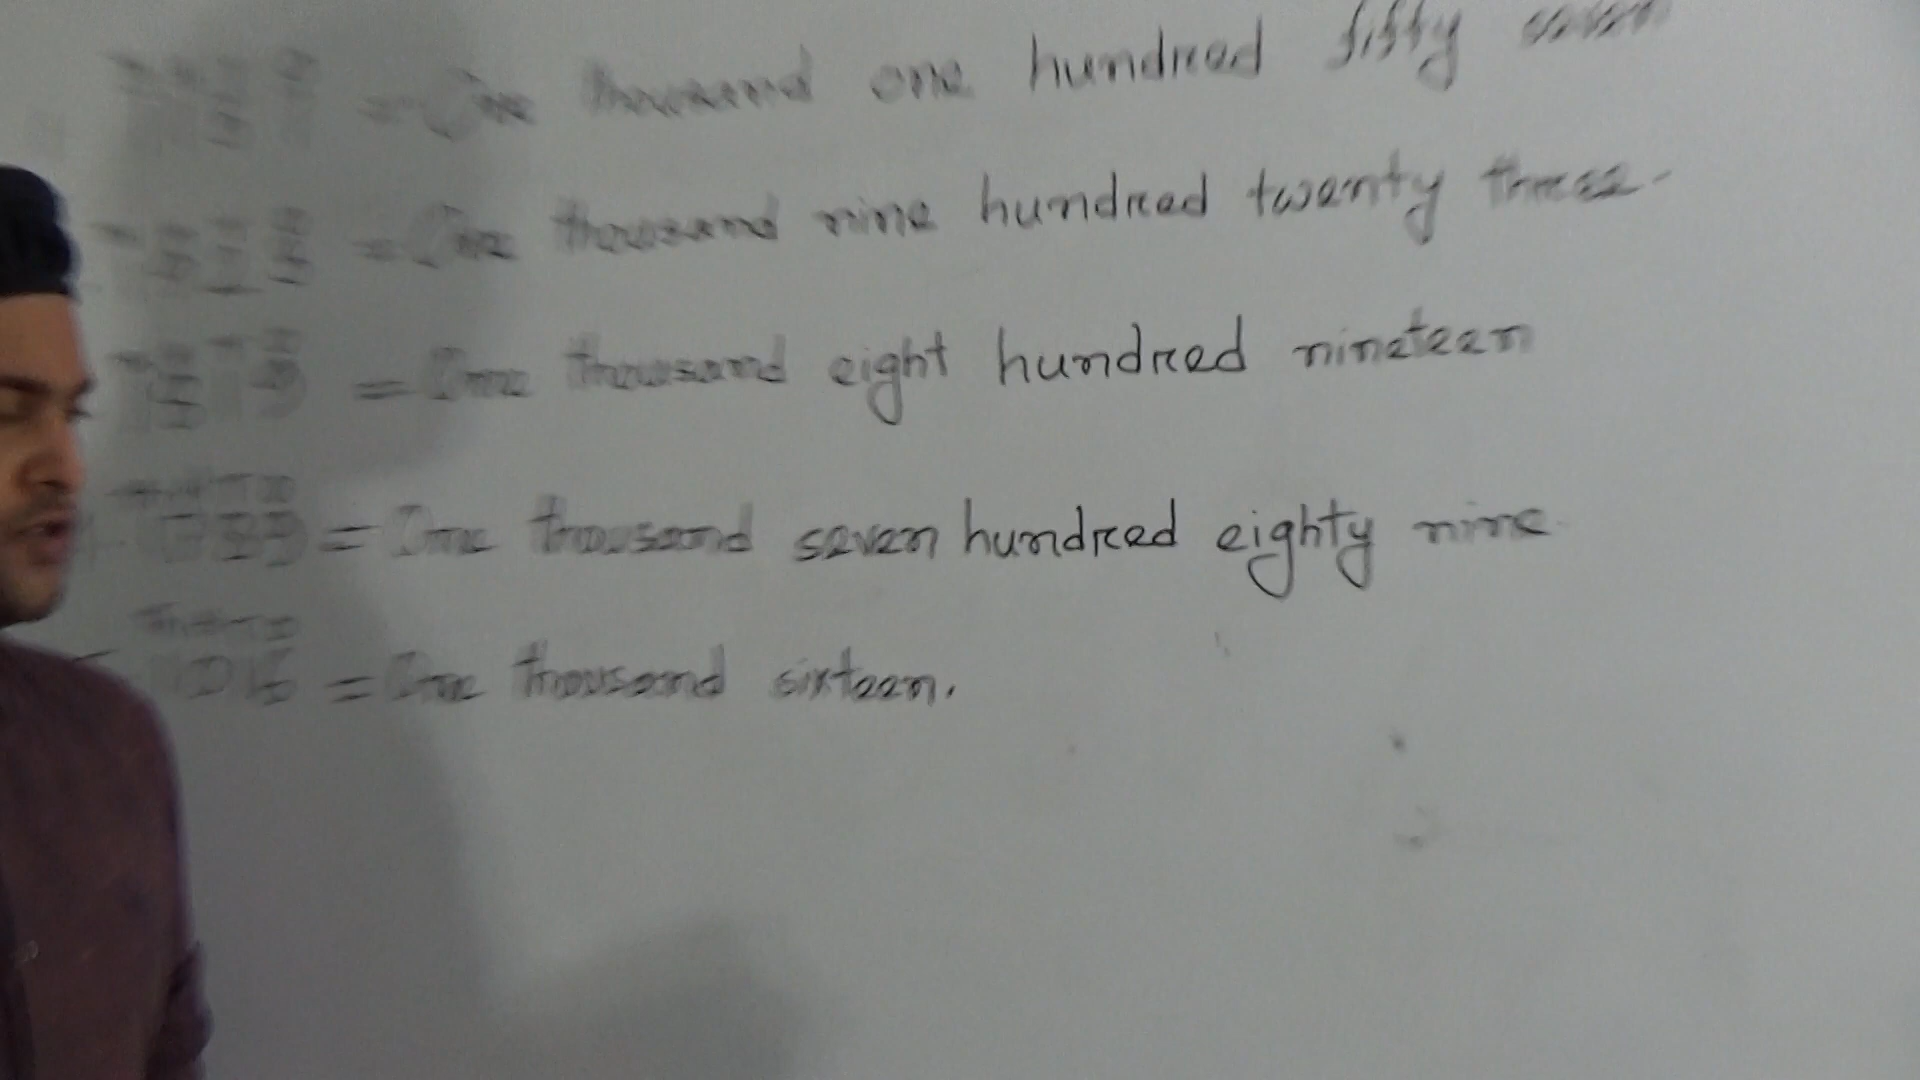 = One thousand one hundred fifty seven
= One thousand nine hundred twenty three
= One thousand eight hundred nineteen
1789 = One thousand seven hundred eighty nine
1016 = One thousand sixteen.